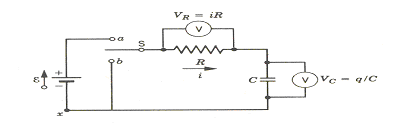 V_R = iR
V
a
S
b
R
i
ε
+
−
C
V
V_C = q/C
x